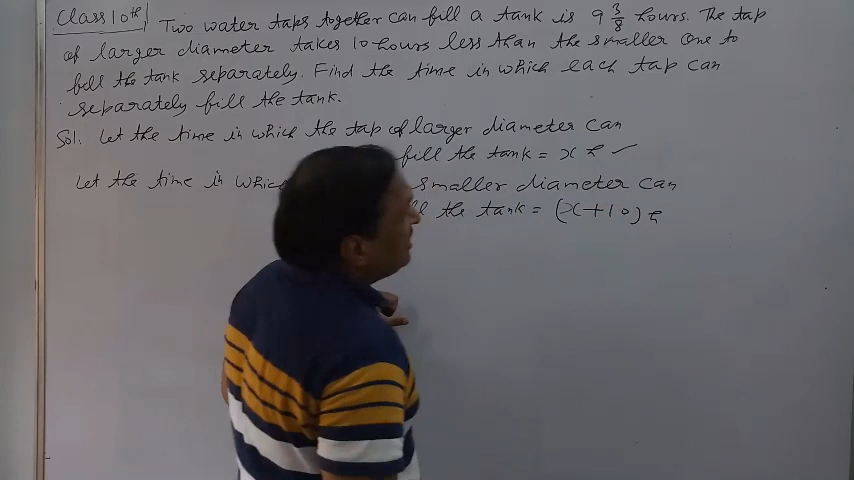 Class 10th Two water taps together can fill a tank is 9 3/8 hours. The tap
of larger diameter takes 10 hours less than the smaller one to
fill the tank separately. Find the time in which each tap can
separately fill the tank.
Sol. Let the time in which the tap of larger diameter can
fill the tank = x h ✓
Let the time in which smaller diameter can
the tank = (x+10) h